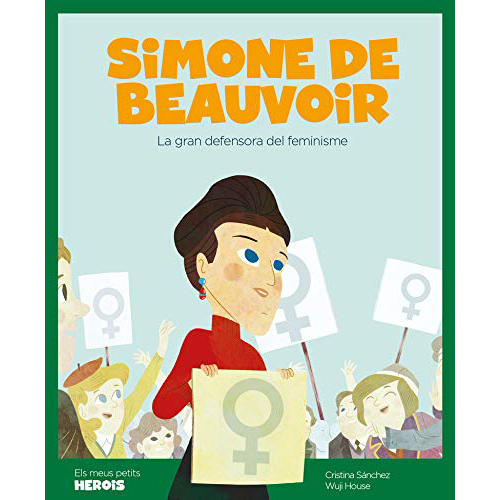 SiMONE DE
BEAUVOiR
La gran defensora del feminisme
Els meus petits
HEROIS
Cristina Sánchez
Wuji House